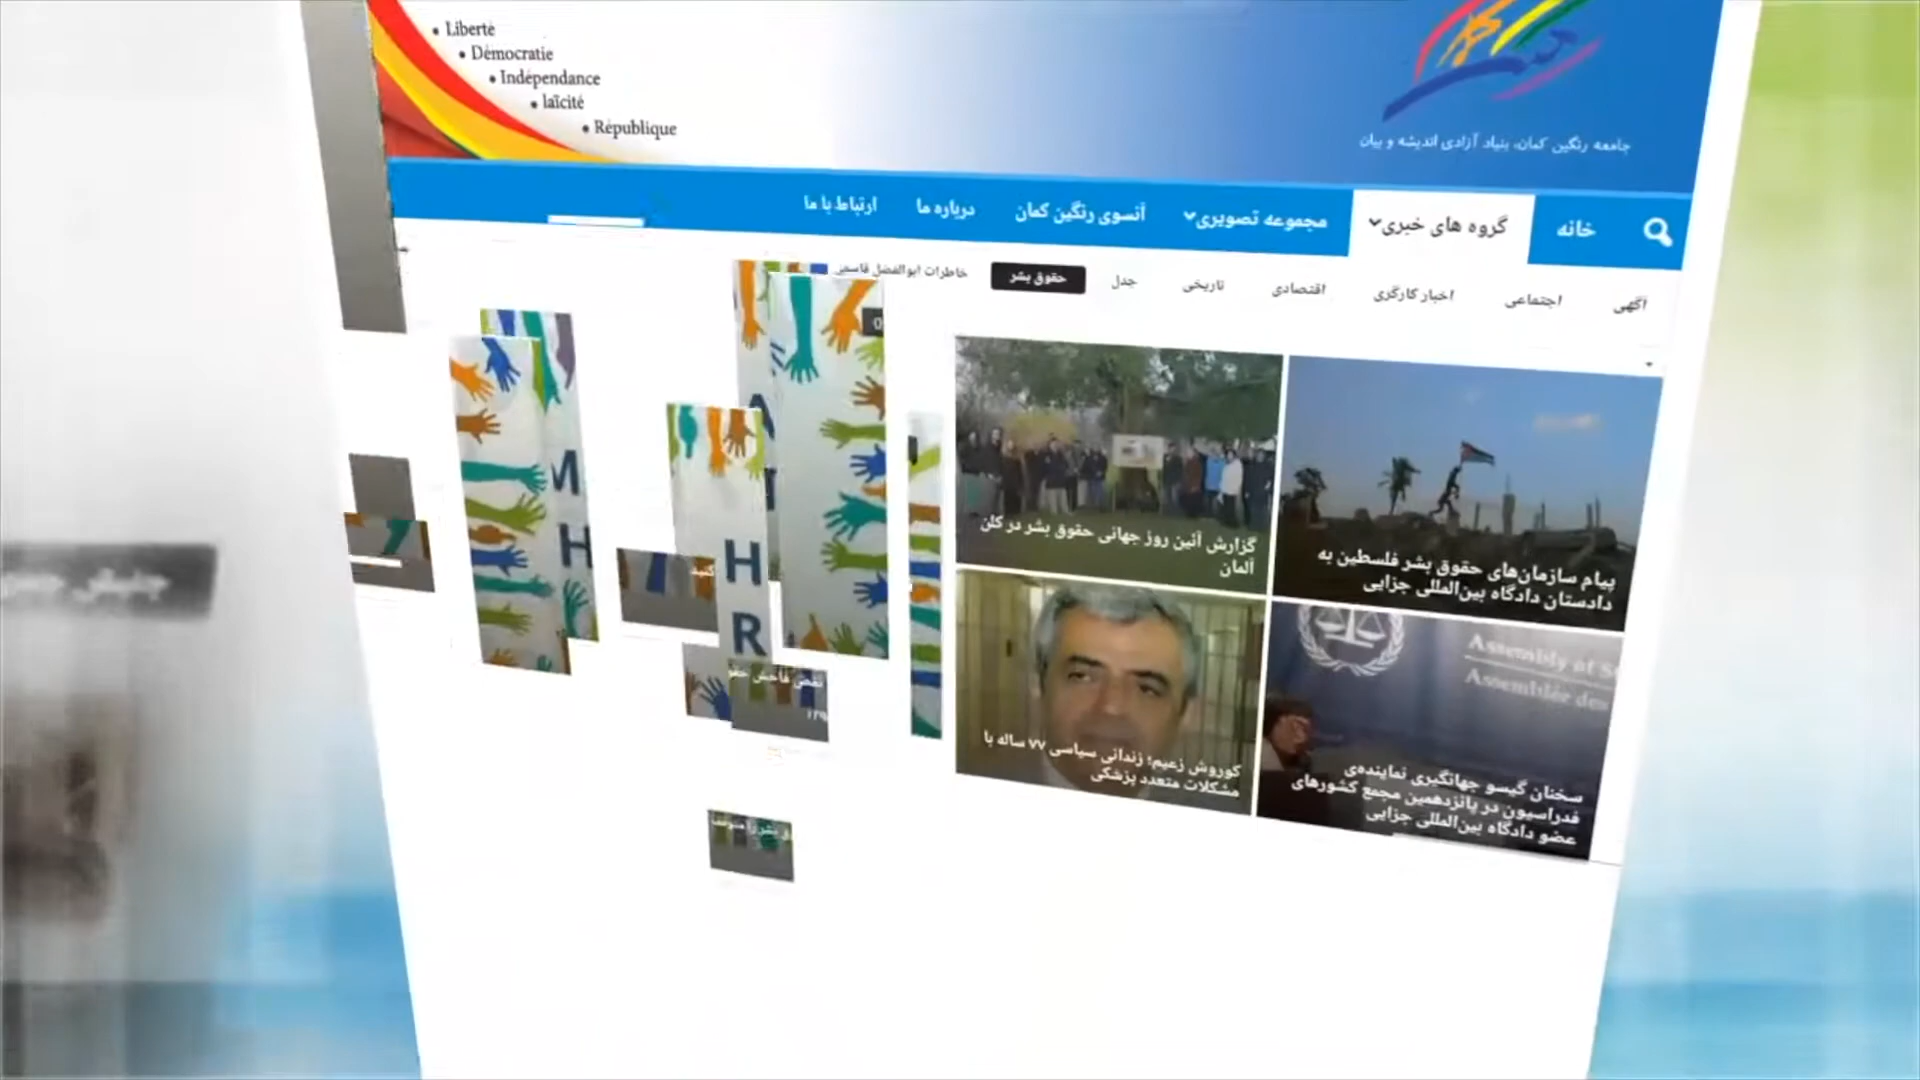 • Liberté
• Démocratie
• Indépendance
• laïcité
• République
جامعه رنگین کمان، بنیاد آزادی اندیشه و بیان
خانه
گروه های خبری
مجموعه تصویری
آنسوی رنگین کمان
درباره ما
ارتباط با ما
آگهی
اجتماعی
اخبار کارگری
اقتصادی
تاریخی
جدل
حقوق بشر
خاطرات ابوالفضل قاسمی
پیام سازمان‌های حقوق بشر فلسطین به
دادستان دادگاه بین‌المللی جزایی
گزارش آئین روز جهانی حقوق بشر در کلن
آلمان
Assembly of S
Assemblée des
سخنان گیسو جهانگیری نماینده‌ی
فدراسیون در پانزدهمین مجمع کشورهای
عضو دادگاه بین‌المللی جزایی
کوروش زعیم؛ زندانی سیاسی ۷۷ ساله با
مشکلات متعدد پزشکی
M
H
A
T
H
R
کنید
نقض فاحش حقو